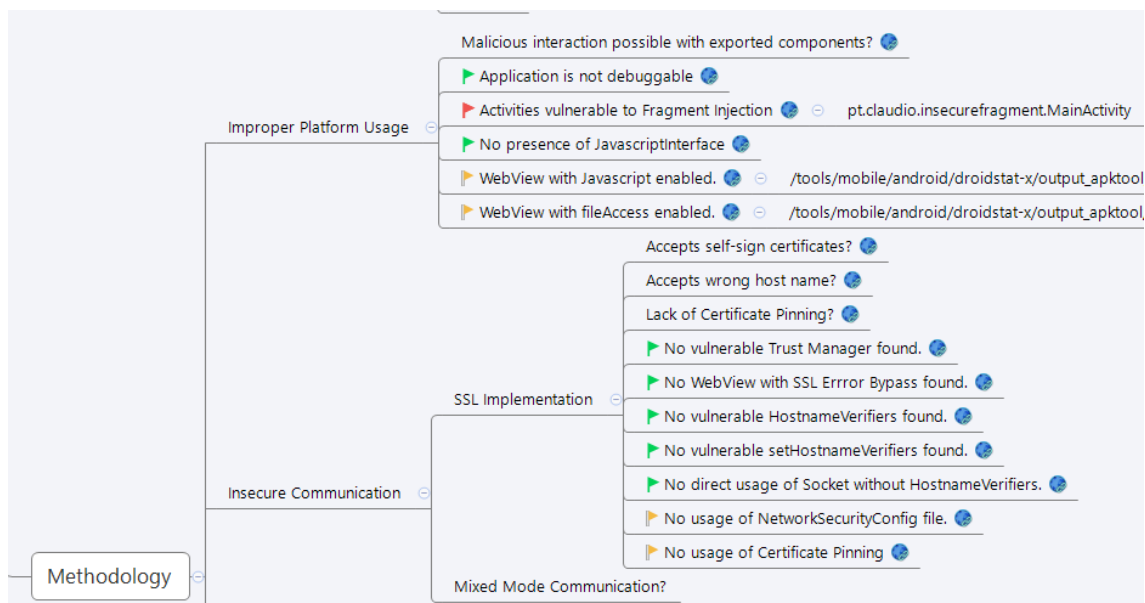 Malicious interaction possible with exported components?
Application is not debuggable
Activities vulnerable to Fragment Injection
pt.claudio.insecurefragment.MainActivity
Improper Platform Usage
No presence of JavascriptInterface
WebView with Javascript enabled.
/tools/mobile/android/droidstat-x/output_apktool
WebView with fileAccess enabled.
/tools/mobile/android/droidstat-x/output_apktool/
Accepts self-sign certificates?
Accepts wrong host name?
Lack of Certificate Pinning?
No vulnerable Trust Manager found.
No WebView with SSL Errror Bypass found.
SSL Implementation
No vulnerable HostnameVerifiers found.
No vulnerable setHostnameVerifiers found.
No direct usage of Socket without HostnameVerifiers.
Insecure Communication
No usage of NetworkSecurityConfig file.
No usage of Certificate Pinning
Methodology
Mixed Mode Communication?